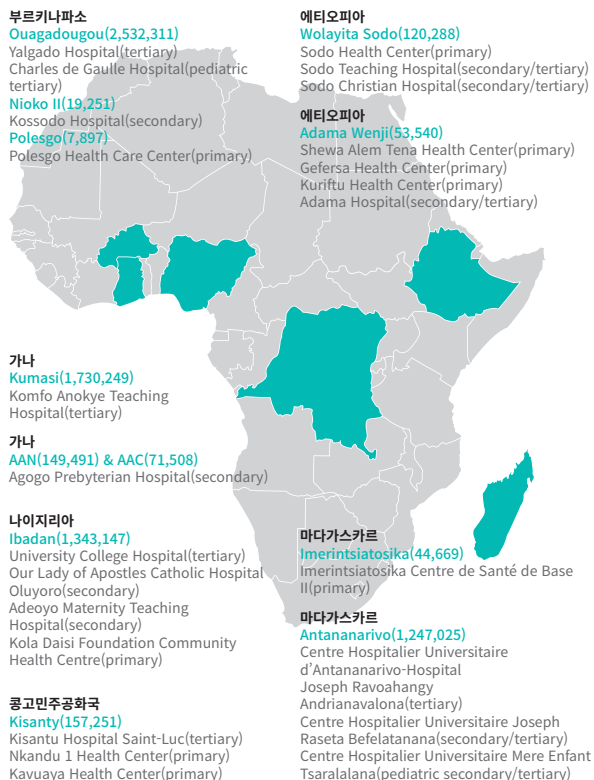 부르키나파소
Ouagadougou(2,532,311)
Yalgado Hospital(tertiary)
Charles de Gaulle Hospital(pediatric
tertiary)
Nioko II(19,251)
Kossodo Hospital(secondary)
Polesgo(7,897)
Polesgo Health Care Center(primary)
에티오피아
Wolayita Sodo(120,288)
Sodo Health Center(primary)
Sodo Teaching Hospital(secondary/tertiary)
Sodo Christian Hospital(secondary/tertiary)
에티오피아
Adama Wenji(53,540)
Shewa Alem Tena Health Center(primary)
Gefersa Health Center(primary)
Kuriftu Health Center(primary)
Adama Hospital(secondary/tertiary)
가나
Kumasi(1,730,249)
Komfo Anokye Teaching
Hospital(tertiary)
가나
AAN(149,491) & AAC(71,508)
Agogo Prebyterian Hospital(secondary)
나이지리아
Ibadan(1,343,147)
University College Hospital(tertiary)
Our Lady of Apostles Catholic Hospital
Oluyoro(secondary)
Adeoyo Maternity Teaching
Hospital(secondary)
Kola Daisi Foundation Community
Health Centre(primary)
콩고민주공화국
Kisanty(157,251)
Kisantu Hospital Saint-Luc(tertiary)
Nkandu 1 Health Center(primary)
Kavuaya Health Center(primary)
마다가스카르
Imerintsiatosika(44,669)
Imerintsiatosika Centre de Santé de Base
II(primary)
마다가스카르
Antananarivo(1,247,025)
Centre Hospitalier Universitaire
d’Antananarivo-Hospital
Joseph Ravoahangy
Andrianavalona(tertiary)
Centre Hospitalier Universitaire Joseph
Raseta Befelatanana(secondary/tertiary)
Centre Hospitalier Universitaire Mere Enfant
Tsaralalana(pediatric secondary/tertiary)